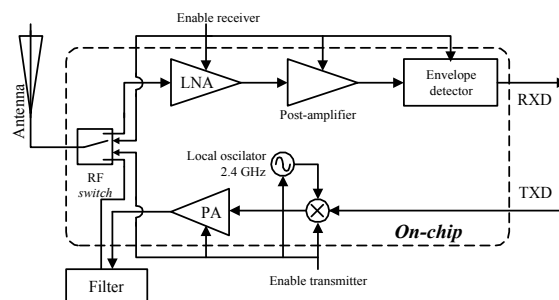 Enable receiver
Antenna
LNA
Post-amplifier
Envelope
detector
RXD
RF
switch
Local oscilator
2.4 GHz
PA
TXD
On-chip
Filter
Enable transmitter